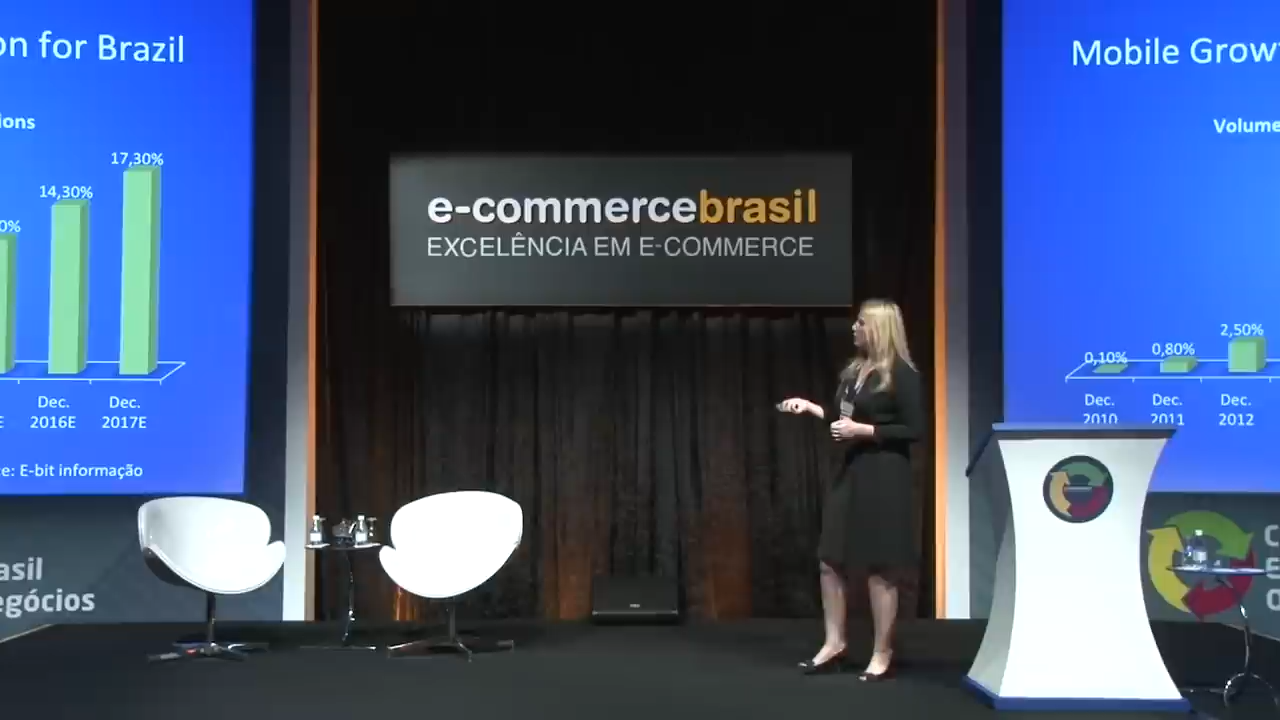 on for Brazil
ions
17,30%
14,30%
0%
E
Dec.
2016E
Dec.
2017E
e: E-bit informação
asil
egócios
e-commercebrasil
EXCELÊNCIA EM E-COMMERCE
Mobile Grow
Volume
2,50%
0,80%
0,10%
Dec.
2010
Dec.
2011
Dec.
2012